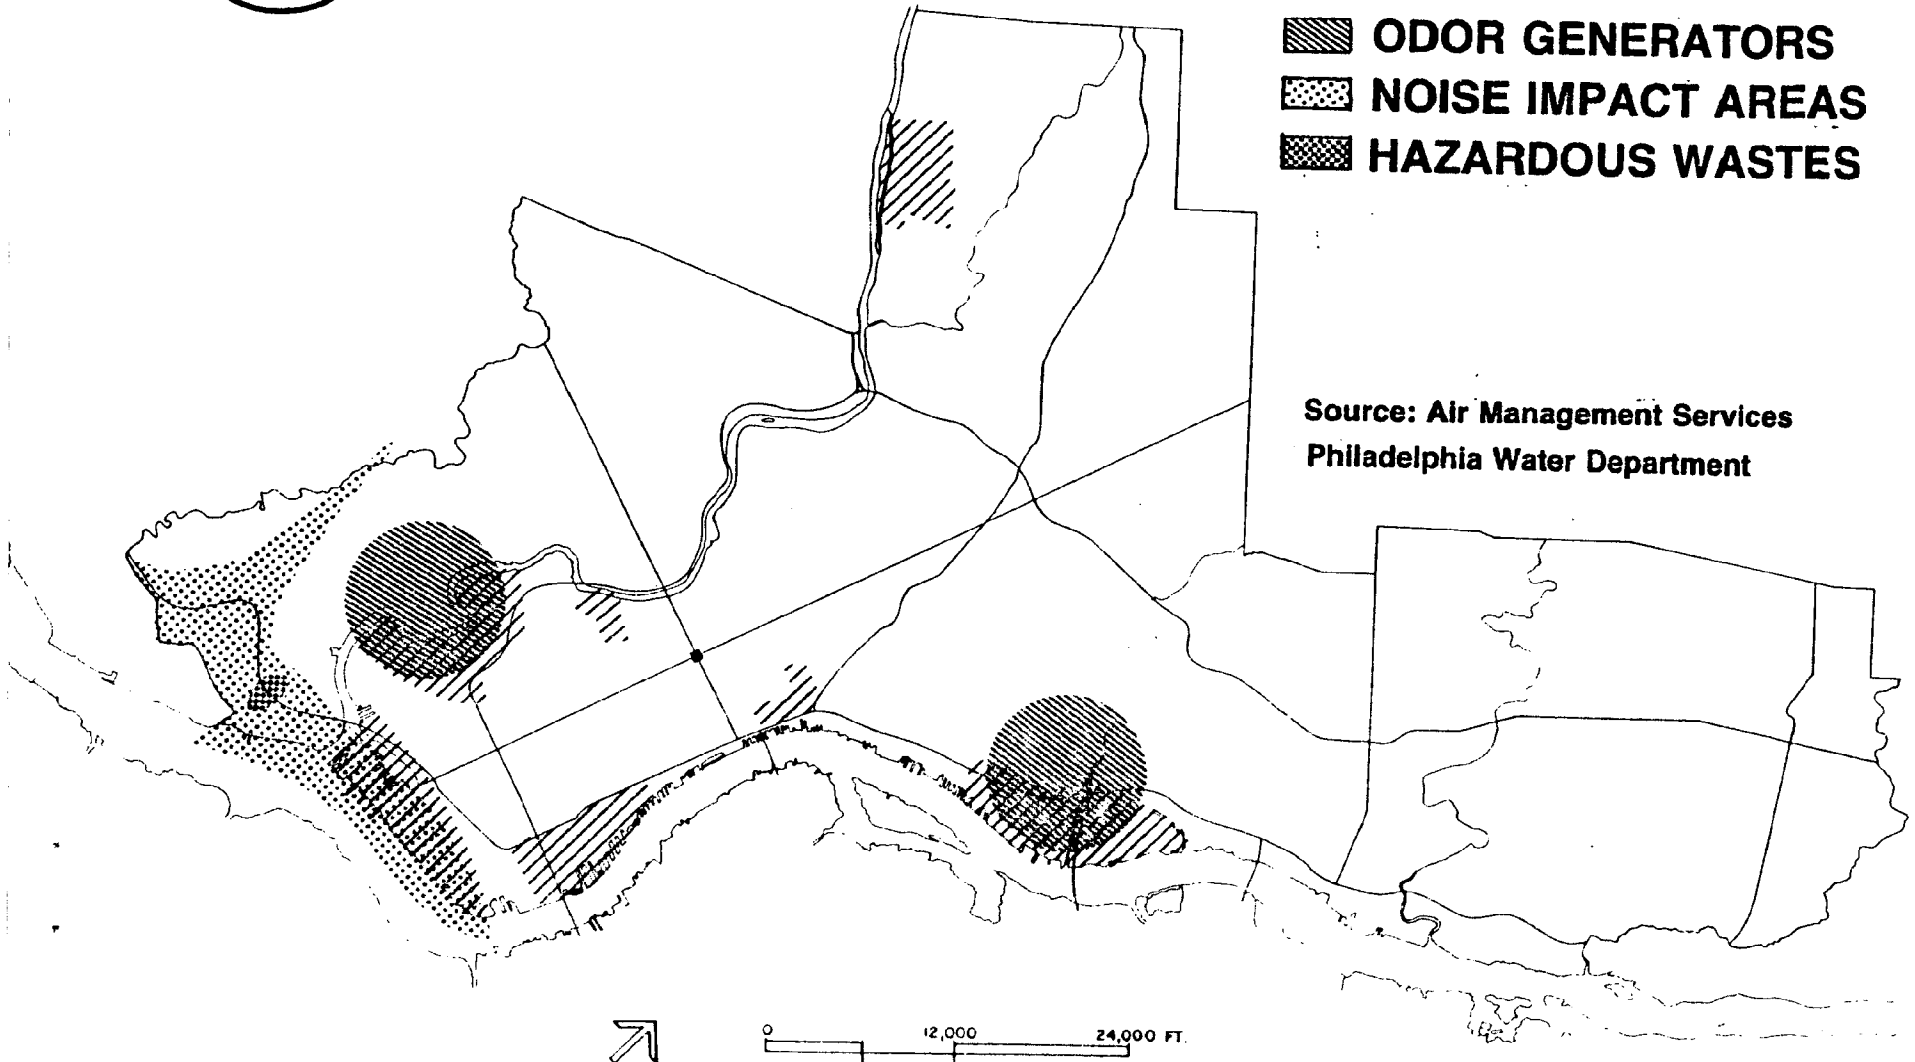 ODOR GENERATORS
NOISE IMPACT AREAS
HAZARDOUS WASTES
Source: Air Management Services
Philadelphia Water Department
0 12,000 24,000 FT.